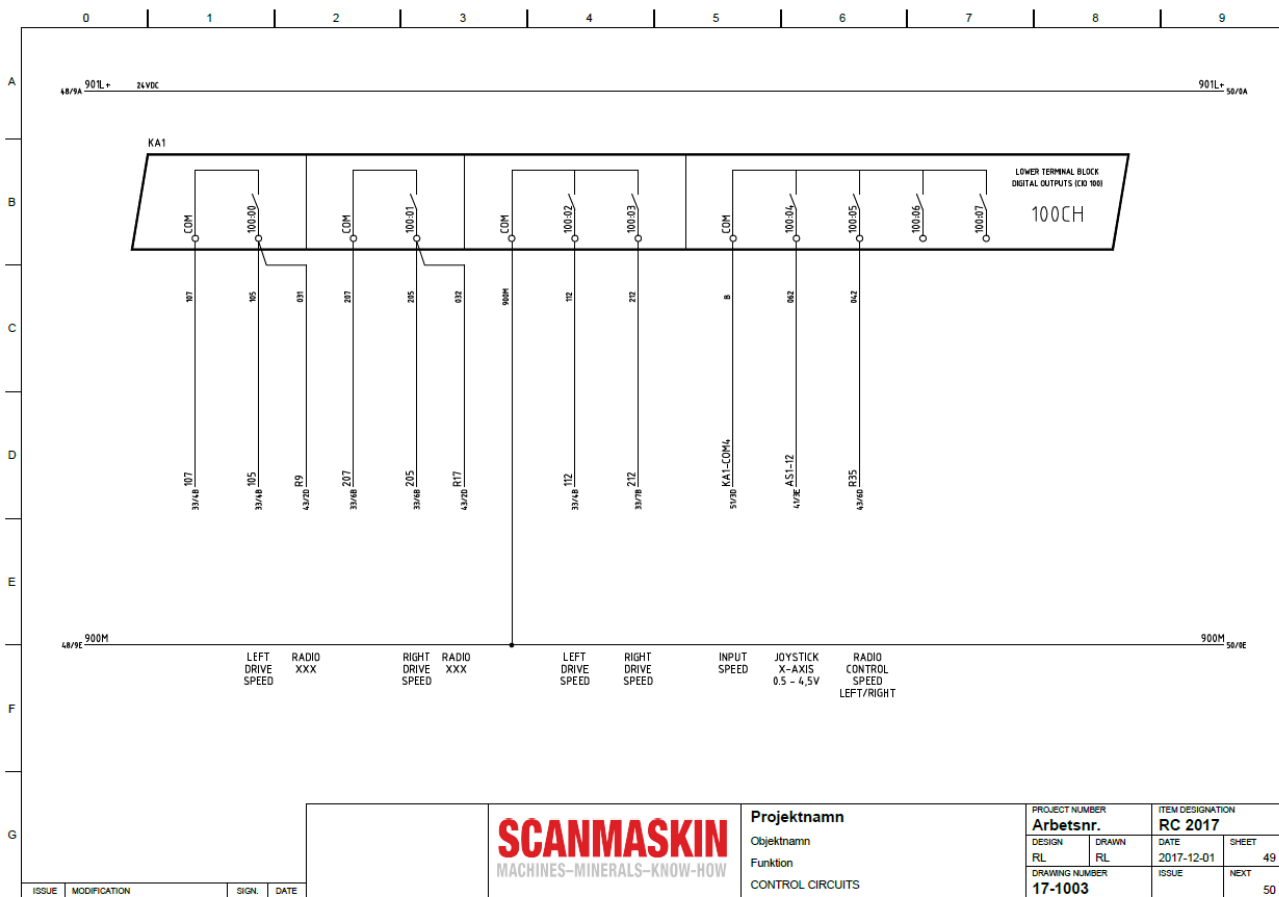 0 1 2 3 4 5 6 7 8 9
A
901L+ 24VDC 901L+
48/9A 50/0A
KA1
LOWER TERMINAL BLOCK
DIGITAL OUTPUTS (CIO 100)
100CH
B
COM 100:00 COM 100:01 COM 100:02 100:03 COM 100:04 100:05 100:06 100:07
C
107 105 031 207 205 032 900M 112 212 B 062 042
D
107 105 R9 207 205 R17 112 212 KA1-COM4 AS1-12 R35
33/4B 33/4B 43/2D 33/6B 33/6B 43/2D 33/4B 33/7B 51/3D 41/3E 43/6D
E
900M 900M
48/9E 50/0E
LEFT RADIO RIGHT RADIO LEFT RIGHT INPUT JOYSTICK RADIO
DRIVE XXX DRIVE XXX DRIVE DRIVE SPEED X-AXIS CONTROL
SPEED SPEED SPEED SPEED 0.5 - 4,5V SPEED
LEFT/RIGHT
F
G
SCANMASKIN
MACHINES-MINERALS-KNOW-HOW
Projektnamn
Objektnamn
Funktion
CONTROL CIRCUITS
PROJECT NUMBER ITEM DESIGNATION
Arbetsnr. RC 2017
DESIGN DRAWN DATE SHEET
RL RL 2017-12-01 49
DRAWING NUMBER ISSUE NEXT
17-1003 50
ISSUE MODIFICATION SIGN. DATE